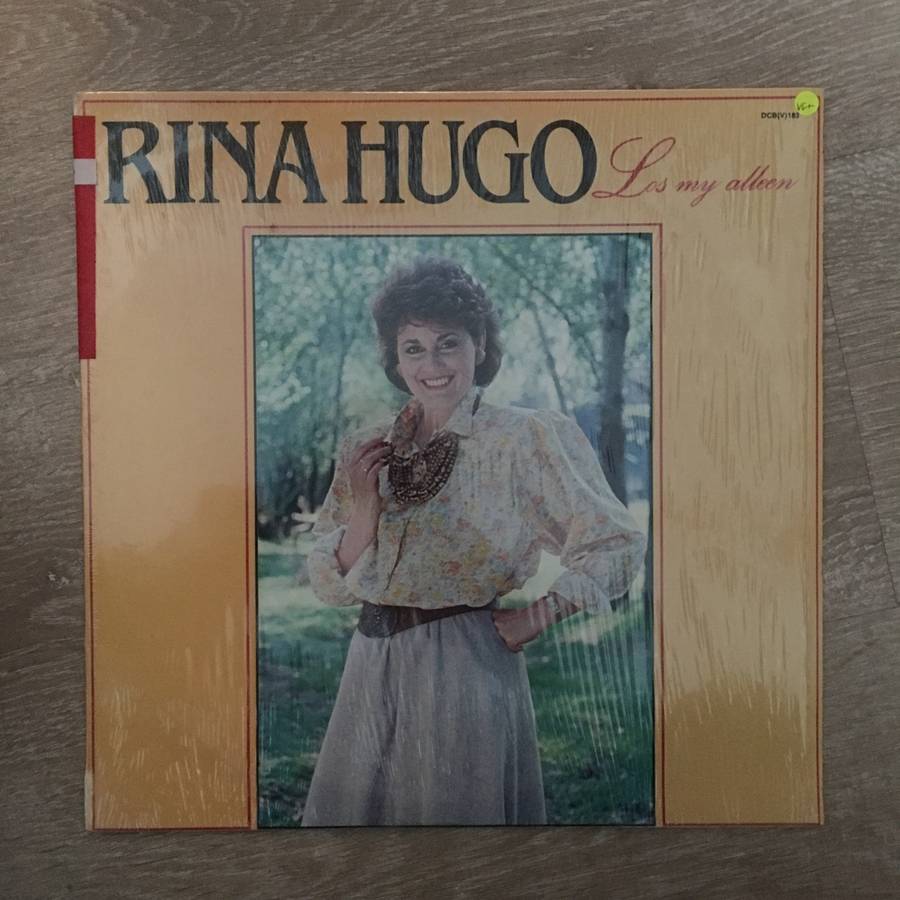 RINA HUGO
Los my alleen
DCB(V)183
VG+